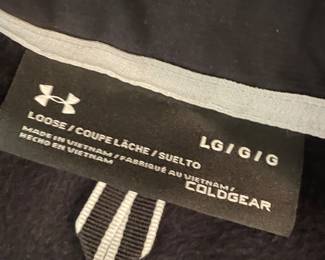 LOOSE / COUPE LÂCHE / SUELTO
LG / G / G
MADE IN VIETNAM / FABRIQUÉ AU VIETNAM /
HECHO EN VIETNAM
COLDGEAR